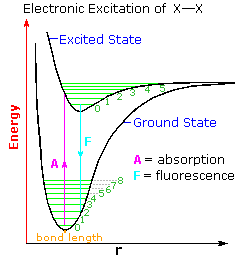 Electronic Excitation of X—X
Excited State
0 1 2 3 4 5
Ground State
A
F
A = absorption
F = fluorescence
Energy
0 1 2 3 4 5 6 7 8
bond length
r